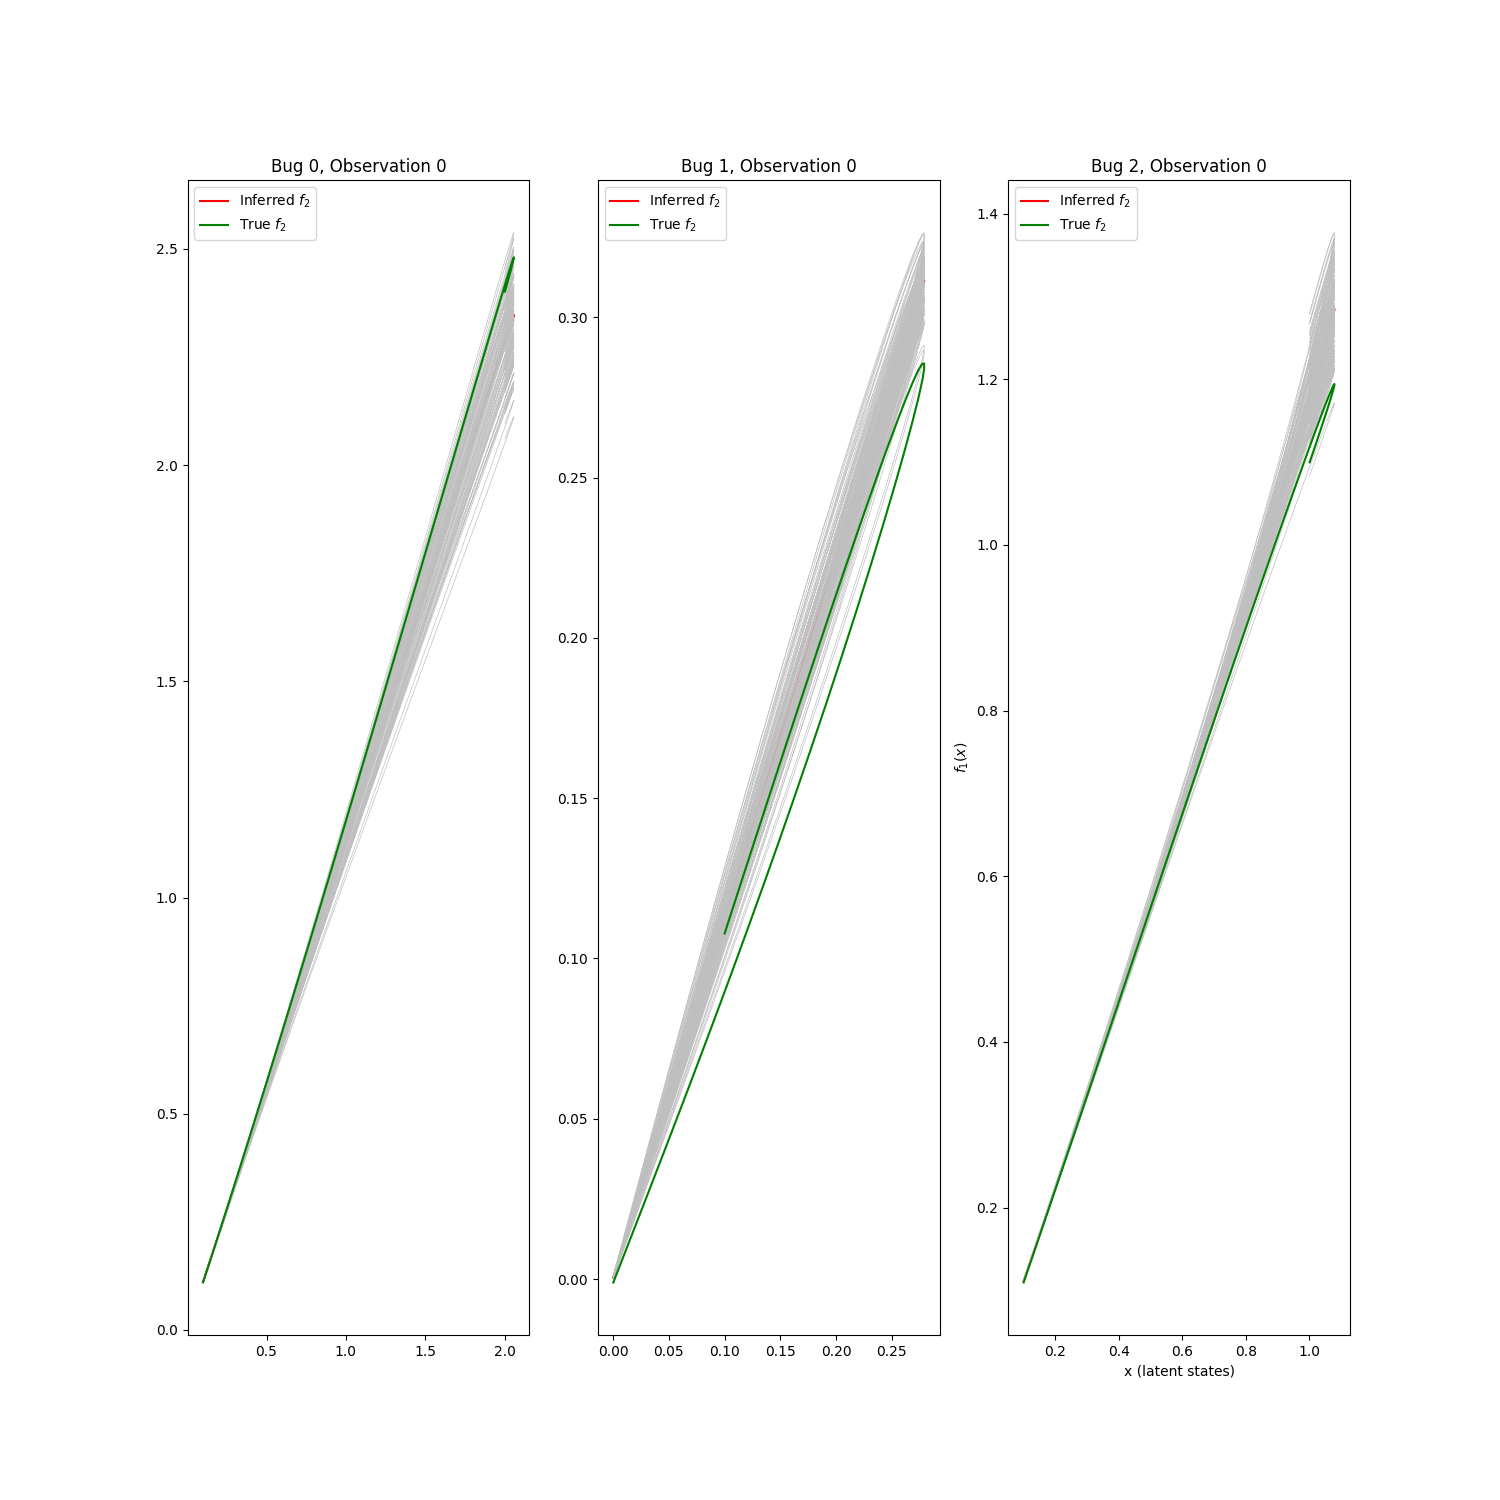 Bug 0, Observation 0
Inferred f₂
True f₂
2.5
2.0
1.5
1.0
0.5
0.0
0.5 1.0 1.5 2.0
Bug 1, Observation 0
Inferred f₂
True f₂
0.30
0.25
0.20
0.15
0.10
0.05
0.00
0.00 0.05 0.10 0.15 0.20 0.25
Bug 2, Observation 0
Inferred f₂
True f₂
f₁(x)
1.4
1.2
1.0
0.8
0.6
0.4
0.2
0.2 0.4 0.6 0.8 1.0
x (latent states)